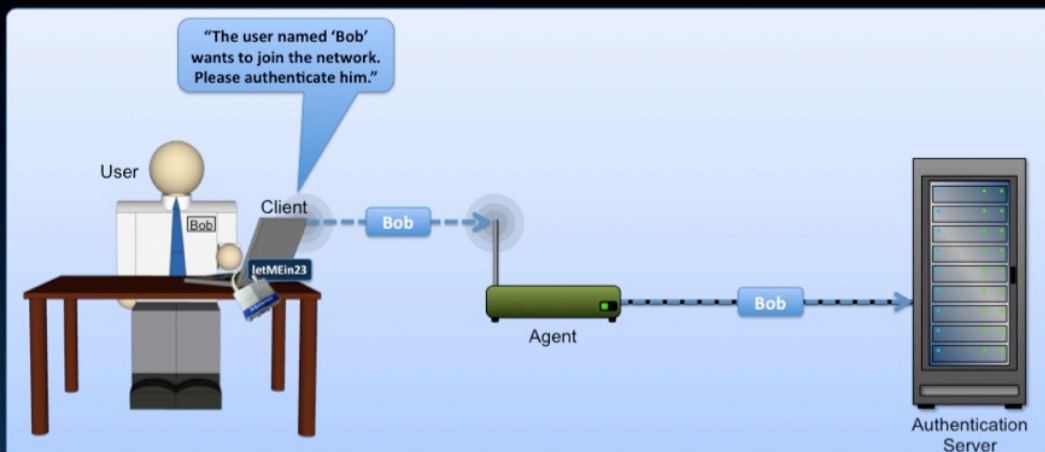 “The user named ‘Bob’
wants to join the network.
Please authenticate him.”
User
Client
Bob
Bob
letMEin23
Bob
Agent
Authentication
Server